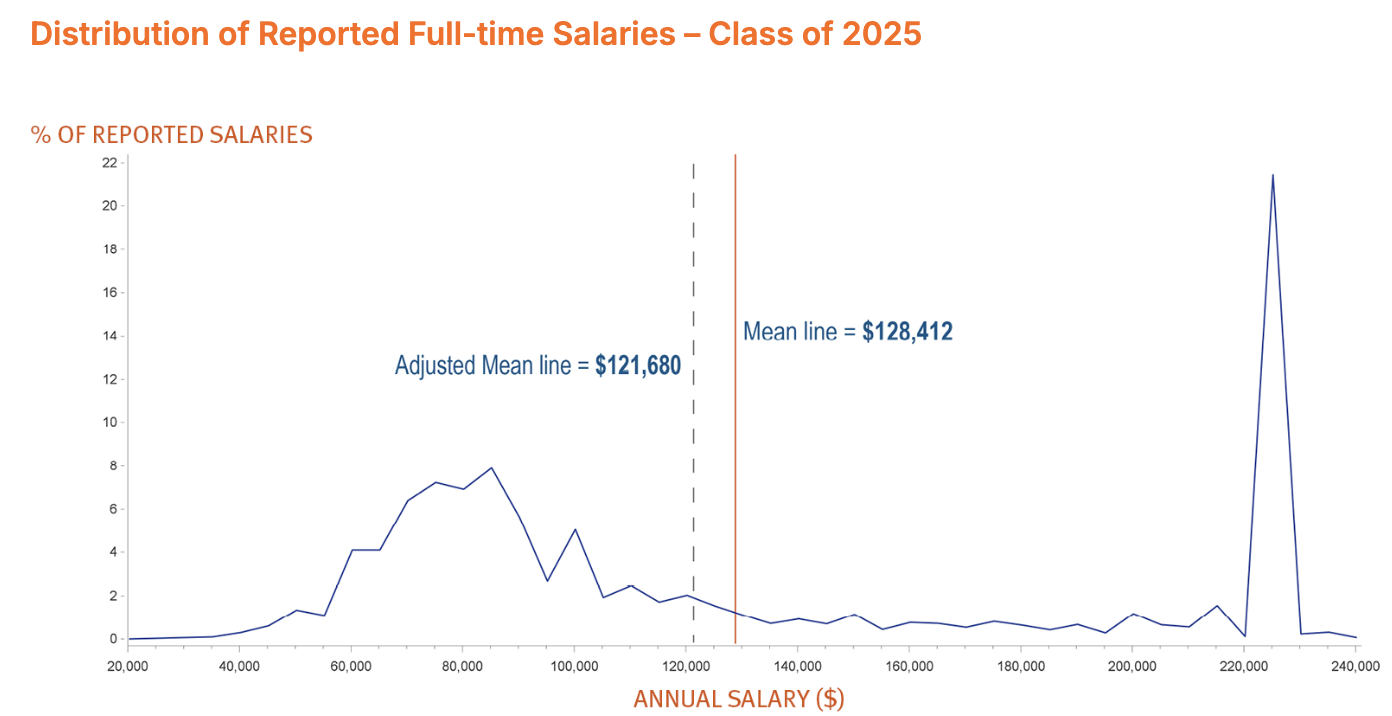 Distribution of Reported Full-time Salaries – Class of 2025
% OF REPORTED SALARIES
22
20
18
16
14
12
10
8
6
4
2
0
Mean line = $128,412
Adjusted Mean line = $121,680
20,000 40,000 60,000 80,000 100,000 120,000 140,000 160,000 180,000 200,000 220,000 240,000
ANNUAL SALARY ($)